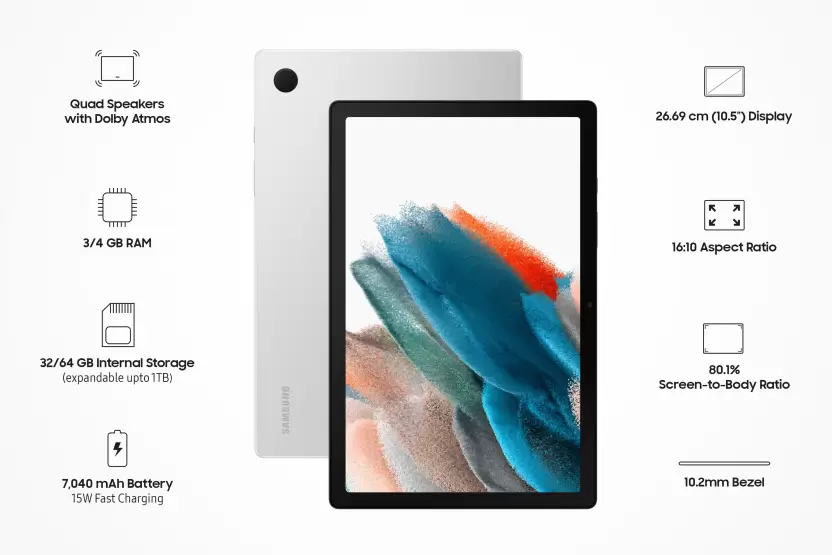 Quad Speakers
with Dolby Atmos
3/4 GB RAM
32/64 GB Internal Storage
(expandable upto 1TB)
7,040 mAh Battery
15W Fast Charging
SAMSUNG
26.69 cm (10.5") Display
16:10 Aspect Ratio
80.1%
Screen-to-Body Ratio
10.2mm Bezel